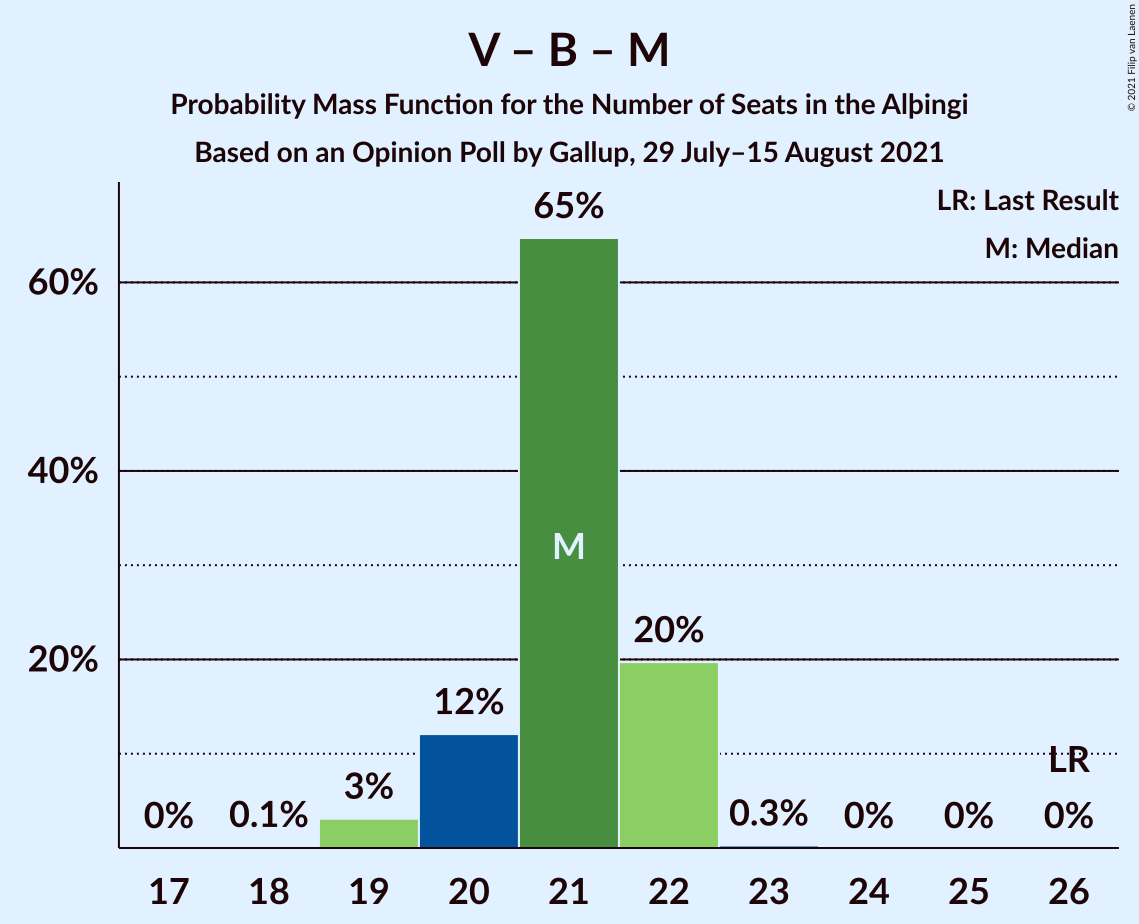 V – B – M
Probability Mass Function for the Number of Seats in the Alþingi
Based on an Opinion Poll by Gallup, 29 July–15 August 2021
© 2021 Filip van Laenen
LR: Last Result
M: Median
60%
40%
20%
0%
0.1%
3%
12%
65%
M
20%
0.3%
0%
0%
LR
0%
17 18 19 20 21 22 23 24 25 26